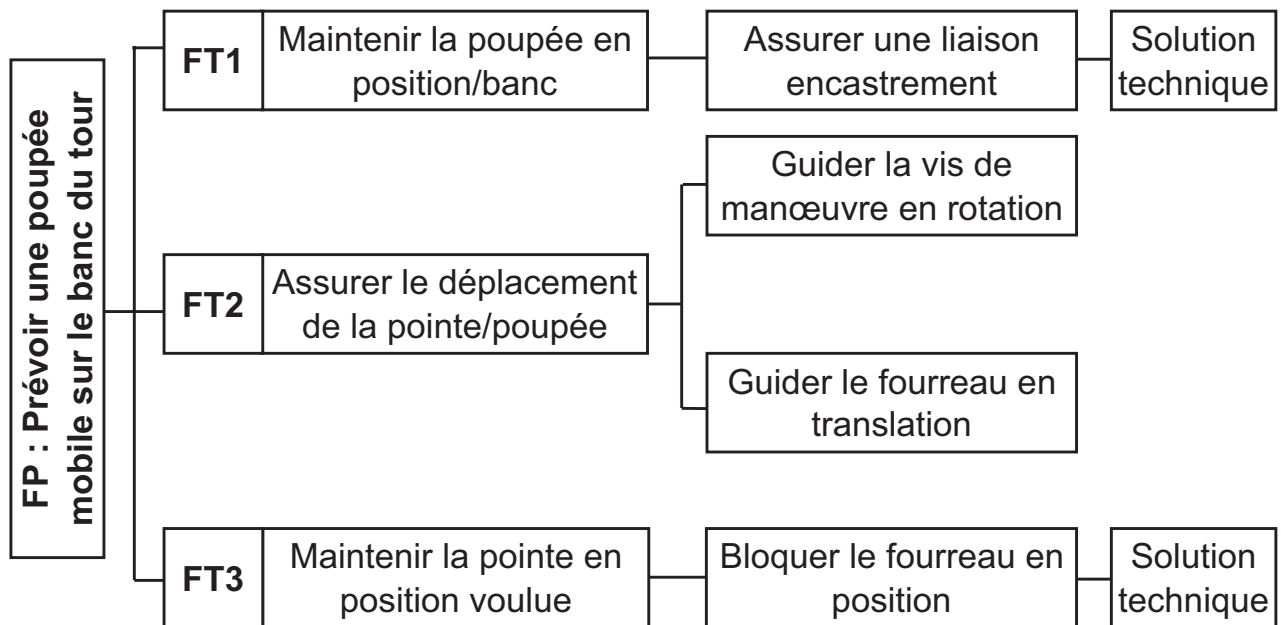 FP : Prévoir une poupée
mobile sur le banc du tour
FT1
Maintenir la poupée en
position/banc
Assurer une liaison
encastrement
Solution
technique
FT2
Assurer le déplacement
de la pointe/poupée
Guider la vis de
manœuvre en rotation
Guider le fourreau en
translation
FT3
Maintenir la pointe en
position voulue
Bloquer le fourreau en
position
Solution
technique